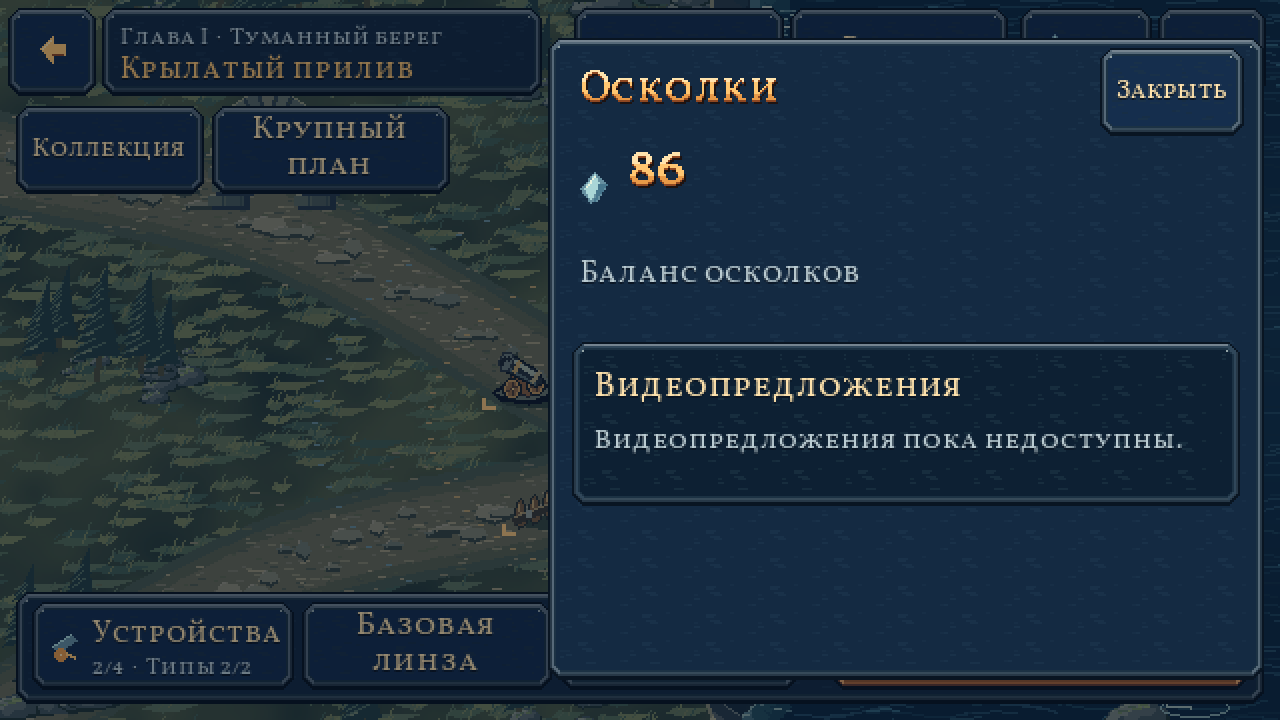 Глава I · Туманный берег
Крылатый прилив
Коллекция
Крупный
план
Осколки
Закрыть
86
Баланс осколков
Видеопредложения
Видеопредложения пока недоступны.
Устройства
2/4 · Типы 2/2
Базовая
линза